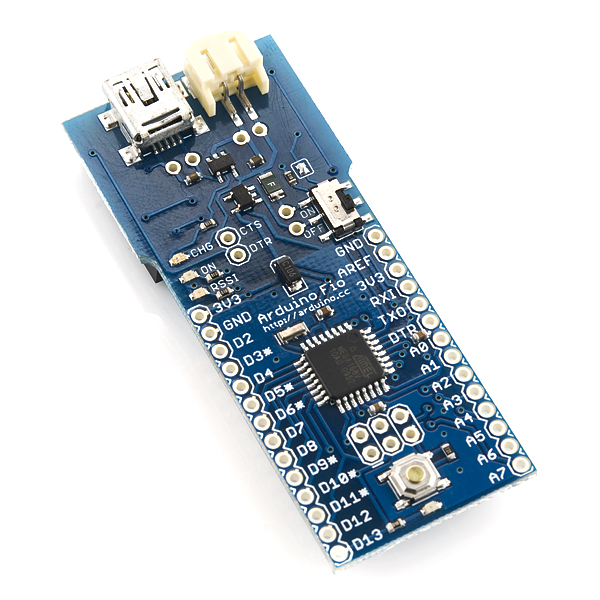 ON
OFF
CTS
DTR
CHG
ON
RSSI
Arduino Fio
http://arduino.cc
3V3
GND
D2
D3*
D4
D5*
D6*
D7
D8
D9*
D10*
D11*
D12
D13
GND
AREF
3V3
RXI
TXO
DTR
A0
A1
A2
A3
A4
A5
A6
A7